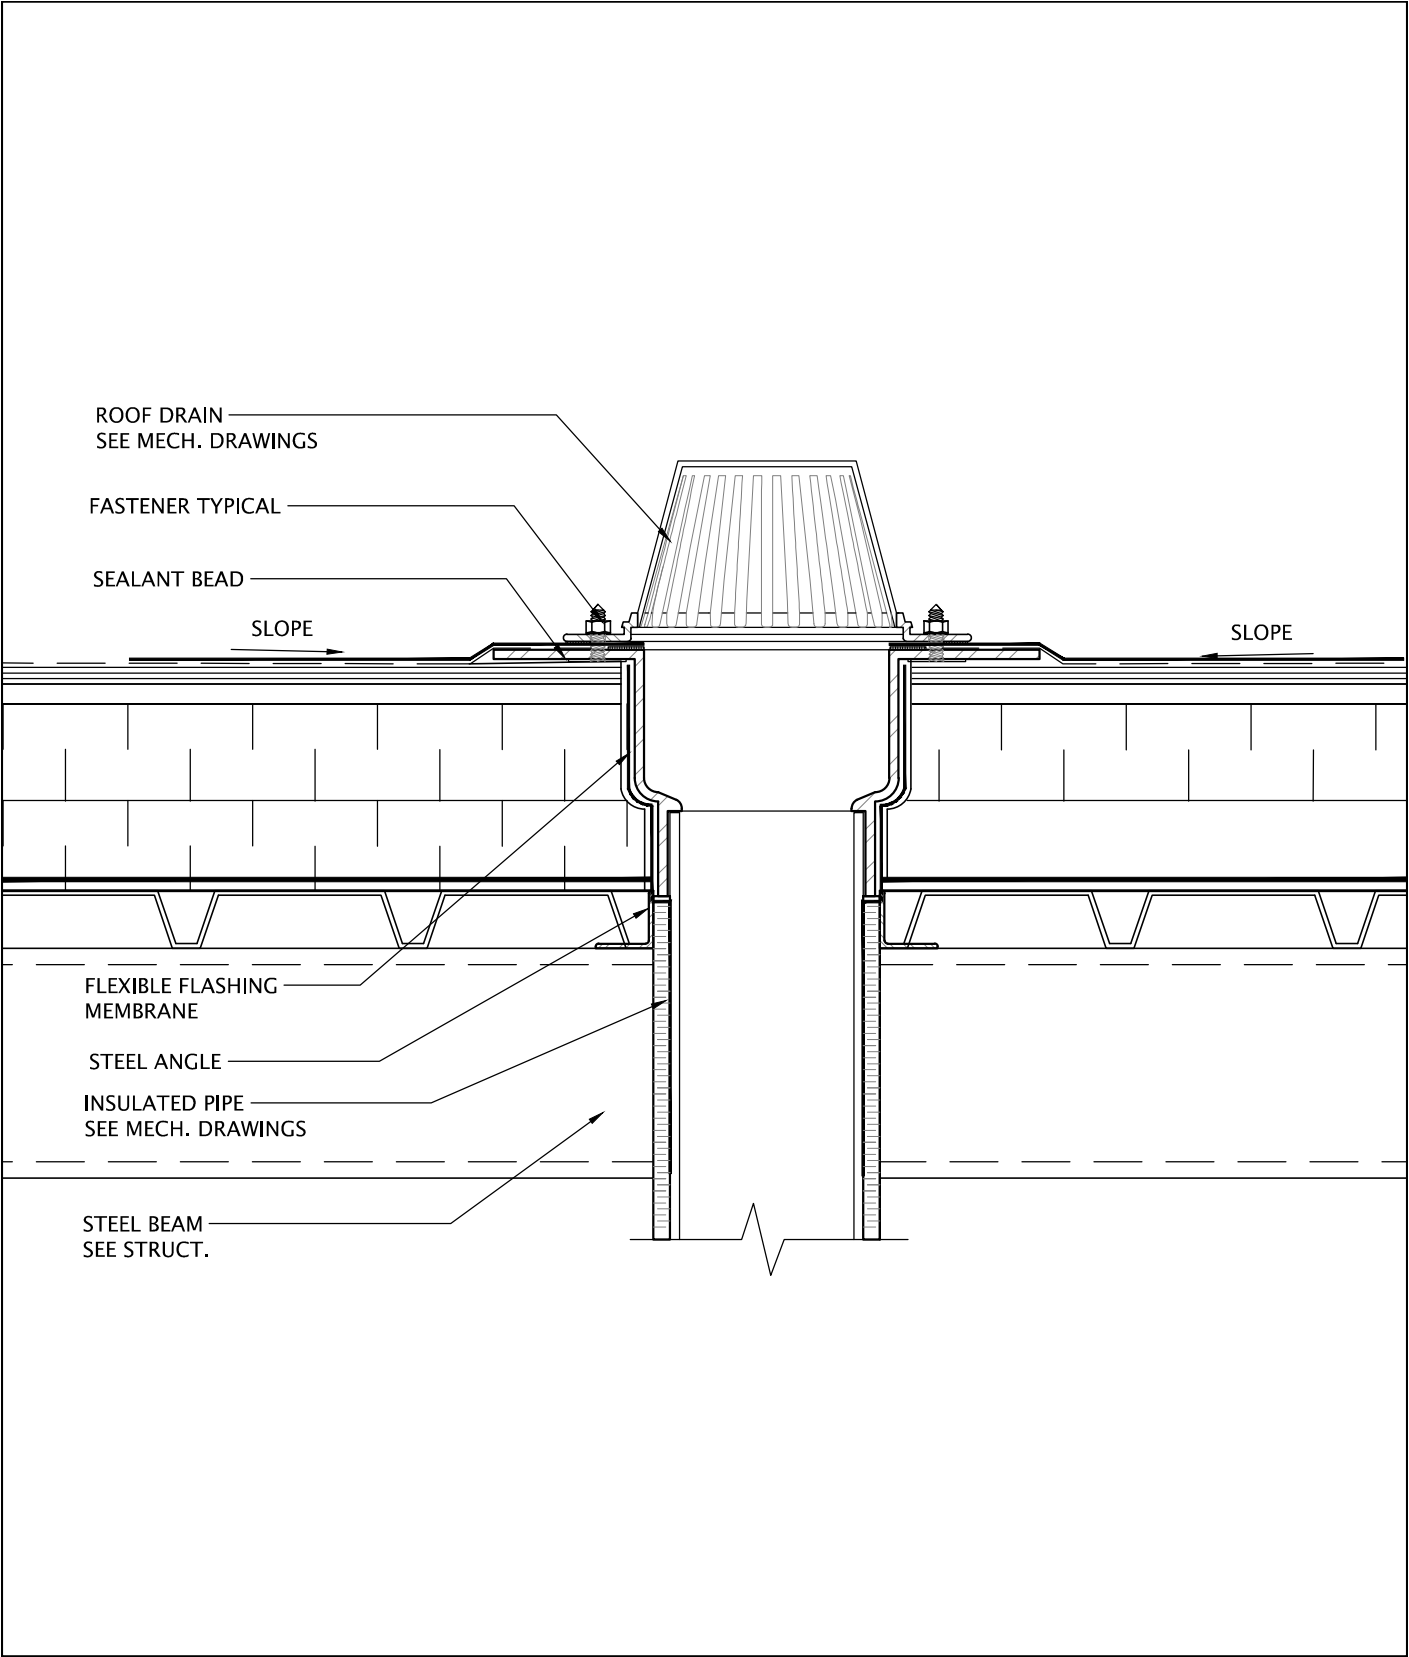 ROOF DRAIN
SEE MECH. DRAWINGS
FASTENER TYPICAL
SEALANT BEAD
SLOPE
SLOPE
FLEXIBLE FLASHING
MEMBRANE
STEEL ANGLE
INSULATED PIPE
SEE MECH. DRAWINGS
STEEL BEAM
SEE STRUCT.